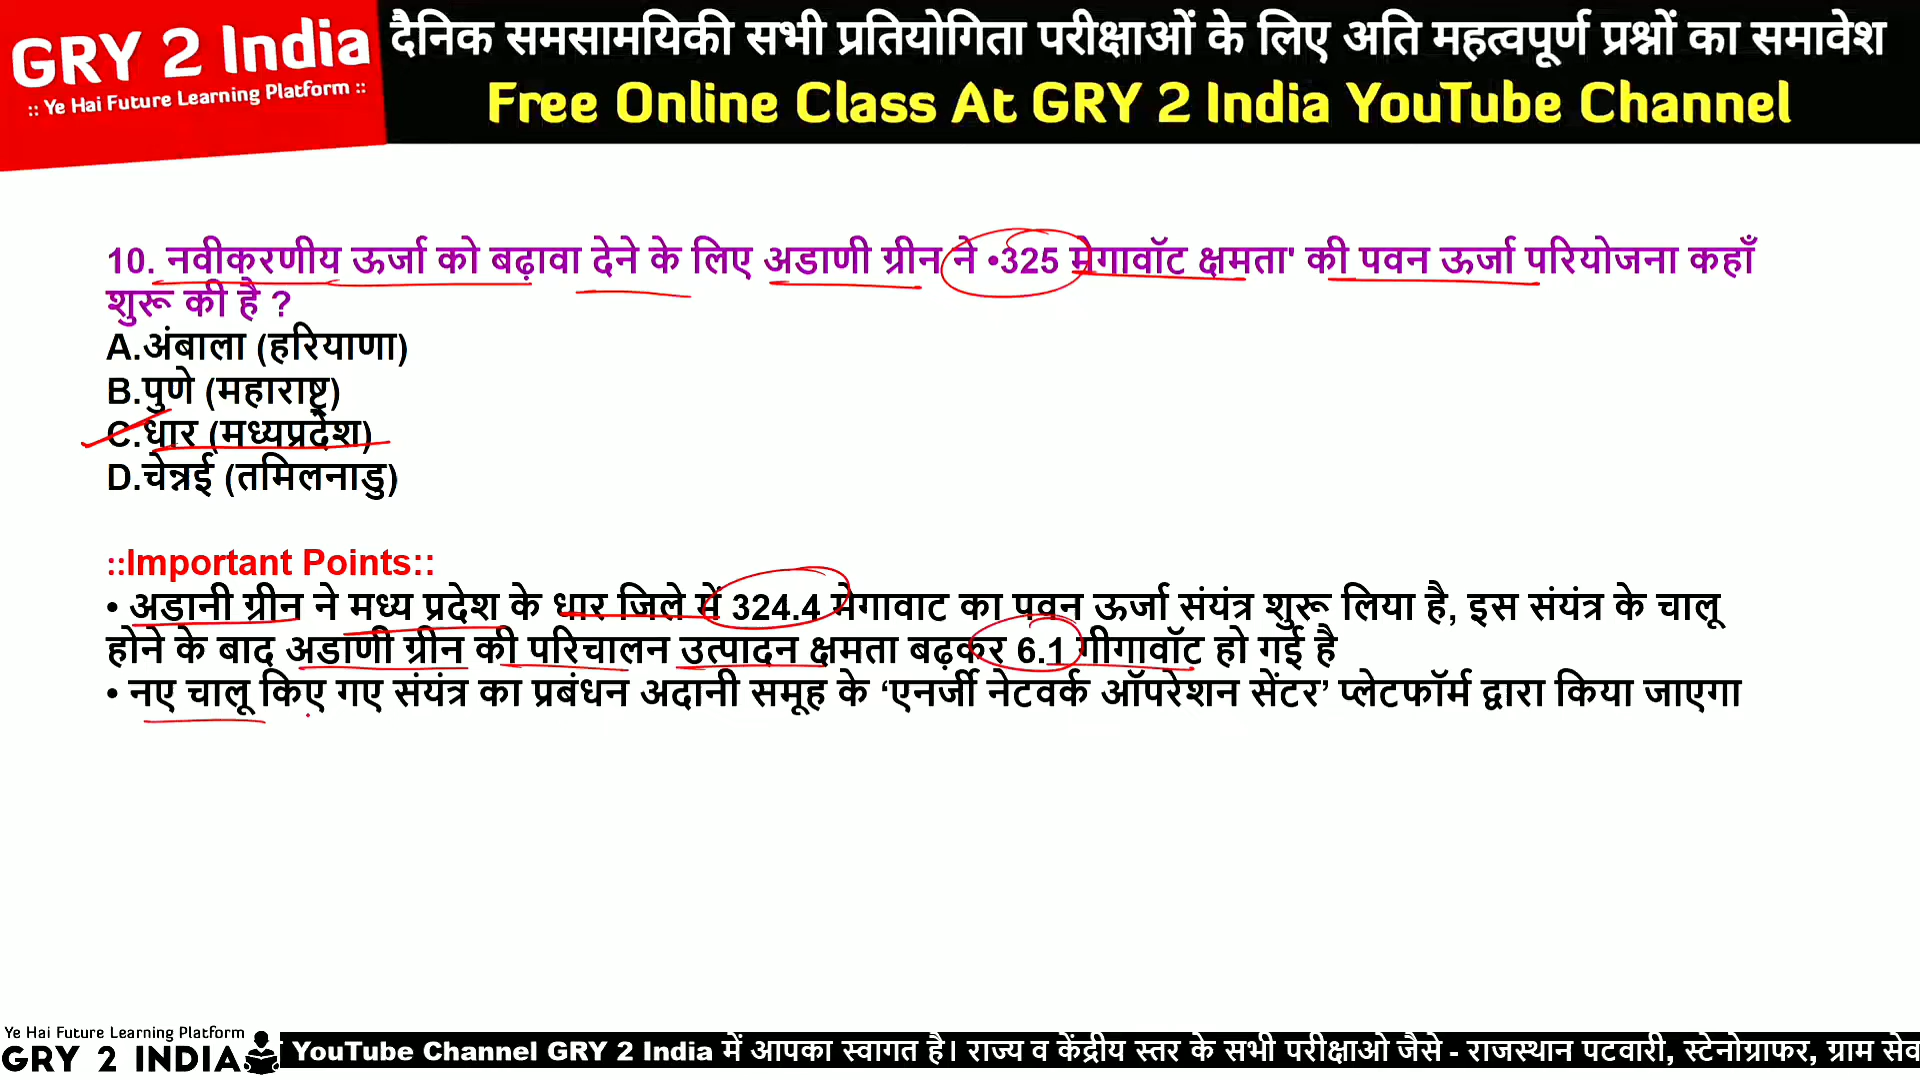 GRY 2 India
:: Ye Hai Future Learning Platform ::
दैनिक समसामयिकी सभी प्रतियोगिता परीक्षाओं के लिए अति महत्वपूर्ण प्रश्नों का समावेश
Free Online Class At GRY 2 India YouTube Channel
10. नवीकरणीय ऊर्जा को बढ़ावा देने के लिए अडाणी ग्रीन ने •325 मेगावॉट क्षमता' की पवन ऊर्जा परियोजना कहाँ
शुरू की है ?
A.अंबाला (हरियाणा)
B.पुणे (महाराष्ट्र)
C.धार (मध्यप्रदेश)
D.चेन्नई (तमिलनाडु)
::Important Points::
• अडानी ग्रीन ने मध्य प्रदेश के धार जिले में 324.4 मेगावाट का पवन ऊर्जा संयंत्र शुरू लिया है, इस संयंत्र के चालू
होने के बाद अडाणी ग्रीन की परिचालन उत्पादन क्षमता बढ़कर 6.1 गीगावॉट हो गई है
• नए चालू किए गए संयंत्र का प्रबंधन अदानी समूह के ‘एनर्जी नेटवर्क ऑपरेशन सेंटर’ प्लेटफॉर्म द्वारा किया जाएगा
Ye Hai Future Learning Platform
GRY 2 INDIA
YouTube Channel GRY 2 India में आपका स्वागत है। राज्य व केंद्रीय स्तर के सभी परीक्षाओ जैसे - राजस्थान पटवारी, स्टेनोग्राफर, ग्राम सेव